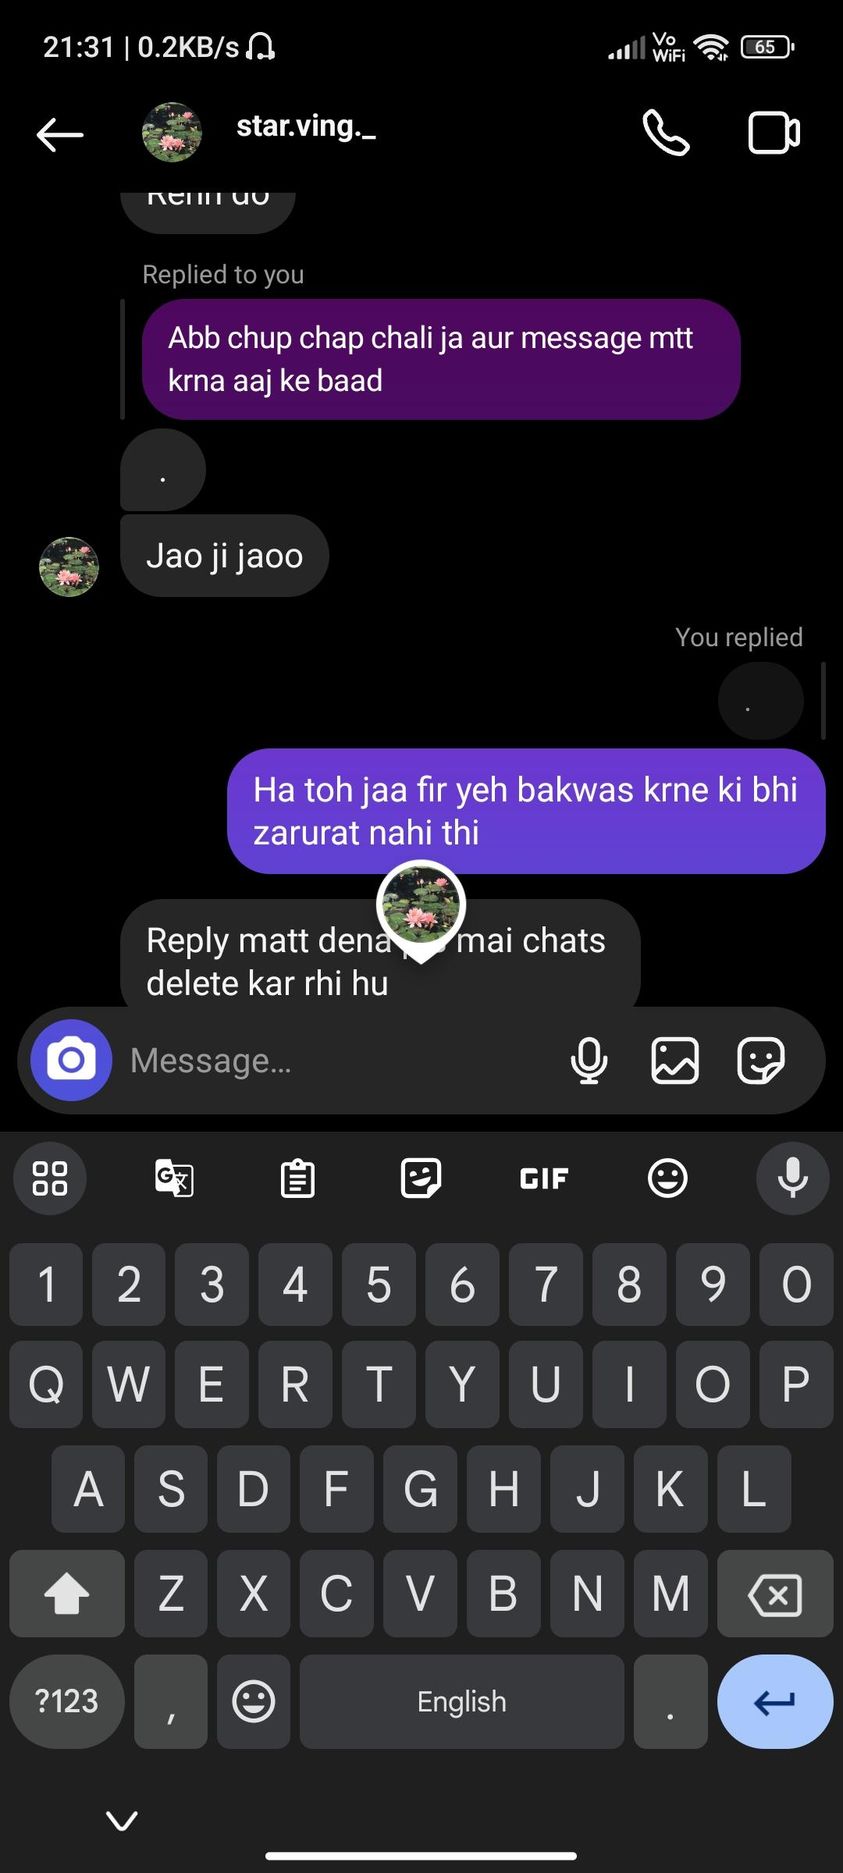 21:31 | 0.2KB/s
Vo
WiFi
65
star.ving._
Replied to you
Abb chup chap chali ja aur message mtt
krna aaj ke baad
.
Jao ji jaoo
You replied
.
Ha toh jaa fir yeh bakwas krne ki bhi
zarurat nahi thi
Reply matt dena mai chats
delete kar rhi hu
Message...
GIF
1 2 3 4 5 6 7 8 9 0
Q W E R T Y U I O P
A S D F G H J K L
Z X C V B N M
?123 , English .